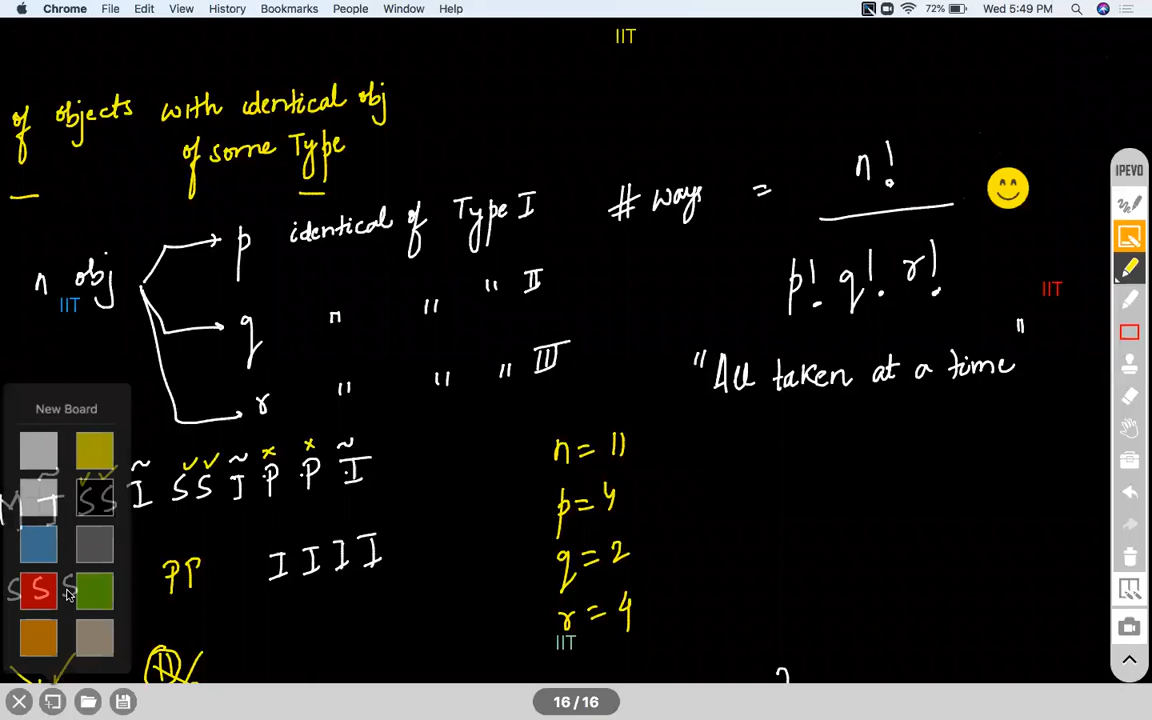 Chrome File Edit View History Bookmarks People Window Help 72% Wed 5:49 PM
IIT
of objects with identical obj
of some Type
IPEVO
n obj
IIT
p identical of Type I
q " " " II
r " " " III
# ways = n!
p! q! r!
IIT
"All taken at a time"
New Board
M I S S I S S I P P I
S S S
P P
I I I I
n = 11
p = 4
q = 2
r = 4
IIT
11
16/16